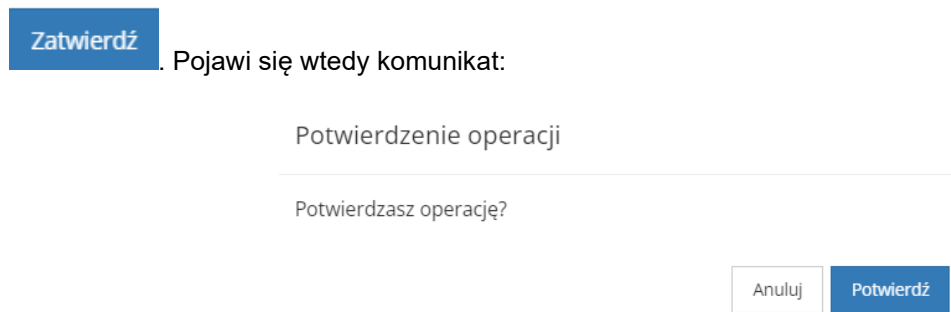 Zatwierdź. Pojawi się wtedy komunikat:
Potwierdzenie operacji
Potwierdzasz operację?
Anuluj Potwierdź